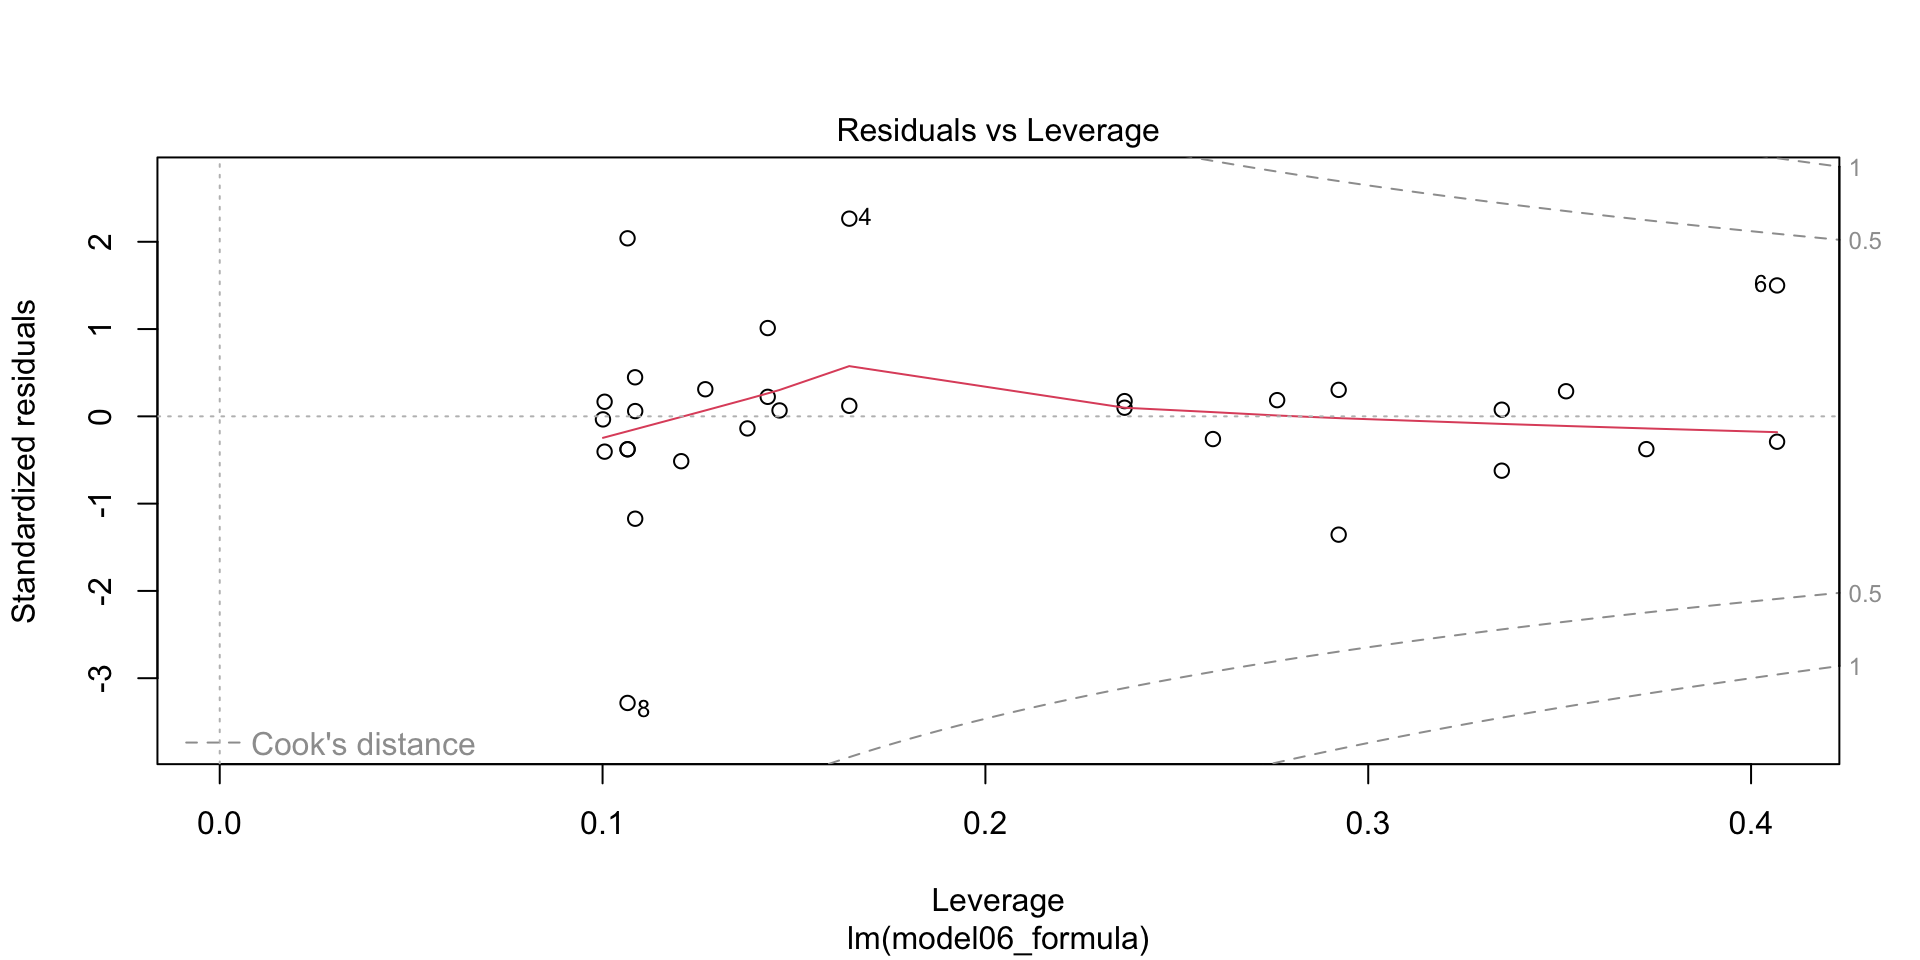 Residuals vs Leverage
Standardized residuals
2
1
0
-1
-2
-3
4
6
8
1
0.5
0.5
1
Cook's distance
0.0 0.1 0.2 0.3 0.4
Leverage
lm(model06_formula)